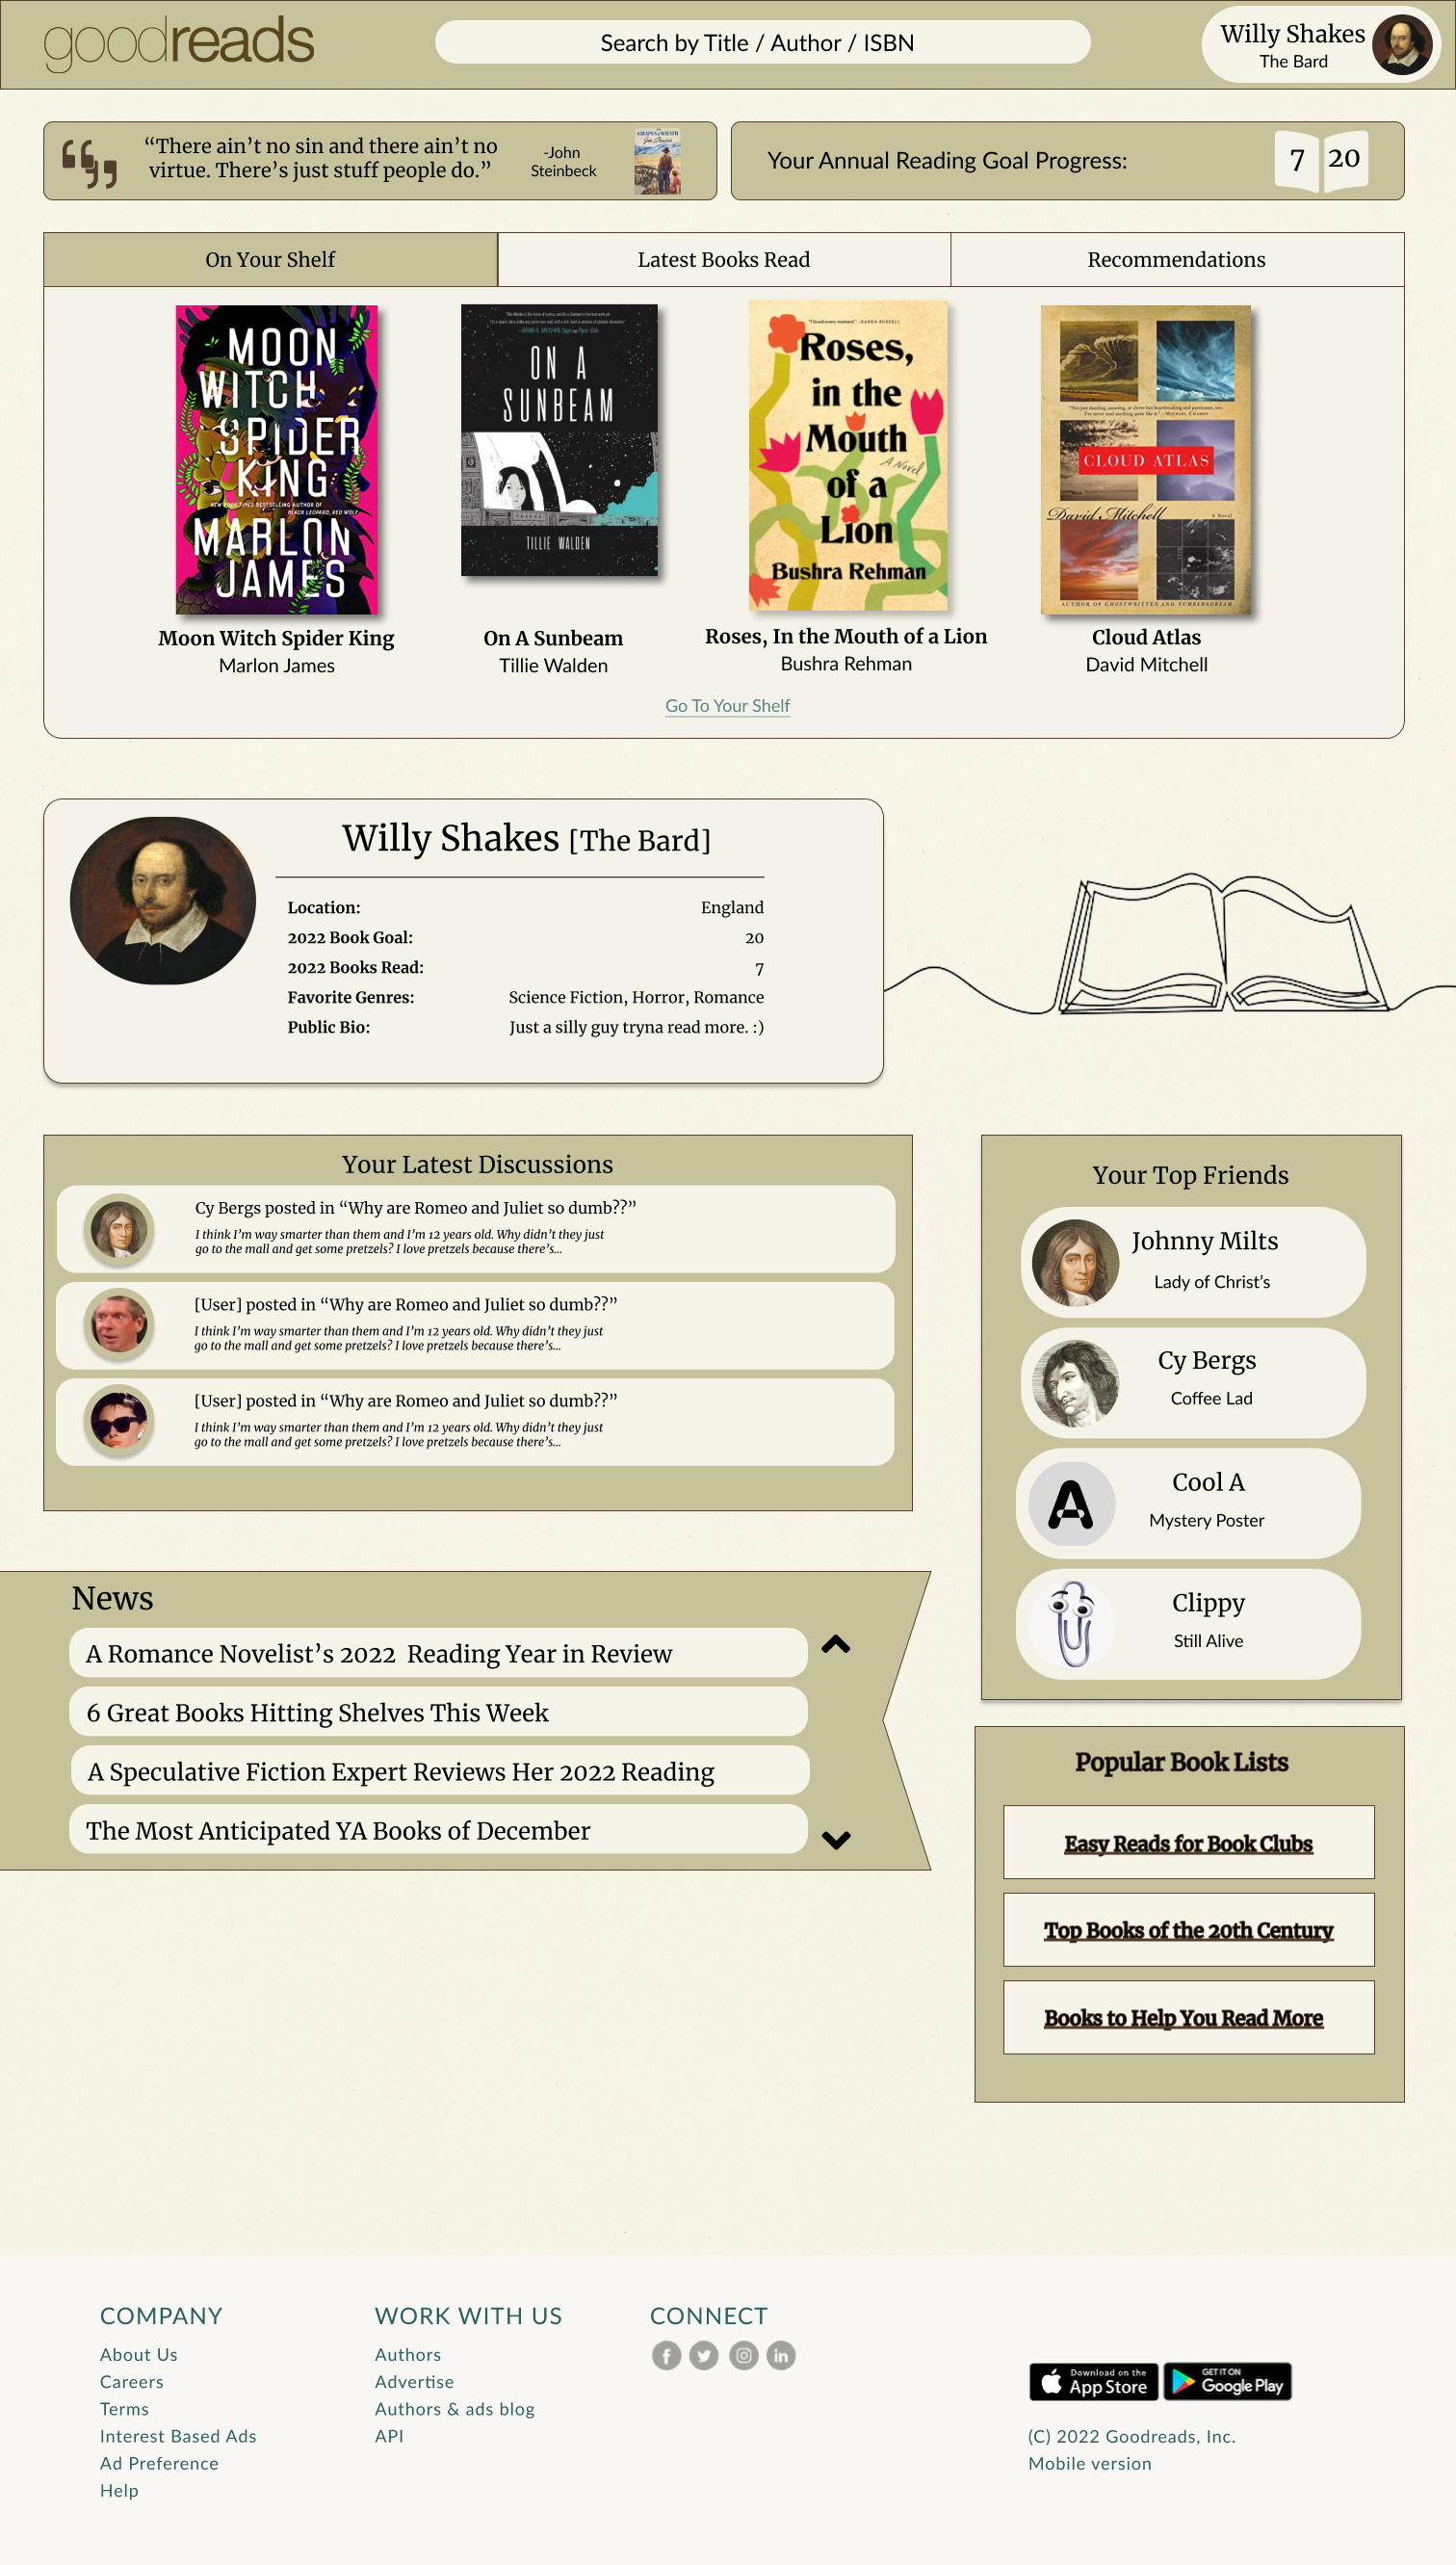 goodreads
Search by Title / Author / ISBN
Willy Shakes
The Bard
“There ain’t no sin and there ain’t no
virtue. There’s just stuff people do.”
-John
Steinbeck
Your Annual Reading Goal Progress:
7 20
On Your Shelf
Latest Books Read
Recommendations
MOON
WITCH
SPIDER
KING
NEW YORK TIMES BESTSELLING AUTHOR OF
BLACK LEOPARD, RED WOLF
MARLON
JAMES
ON A
SUNBEAM
TILLIE WALDEN
Roses,
in the
Mouth
of a
Lion
A Novel
Bushra Rehman
CLOUD ATLAS
David Mitchell
A Novel
AUTHOR OF GHOSTWRITTEN AND NUMBER9DREAM
Moon Witch Spider King
Marlon James
On A Sunbeam
Tillie Walden
Roses, In the Mouth of a Lion
Bushra Rehman
Cloud Atlas
David Mitchell
Go To Your Shelf
Willy Shakes [The Bard]
Location: England
2022 Book Goal: 20
2022 Books Read: 7
Favorite Genres: Science Fiction, Horror, Romance
Public Bio: Just a silly guy tryna read more. :)
Your Latest Discussions
Cy Bergs posted in “Why are Romeo and Juliet so dumb??”
I think I’m way smarter than them and I’m 12 years old. Why didn’t they just
go to the mall and get some pretzels? I love pretzels because there’s...
[User] posted in “Why are Romeo and Juliet so dumb??”
I think I’m way smarter than them and I’m 12 years old. Why didn’t they just
go to the mall and get some pretzels? I love pretzels because there’s...
[User] posted in “Why are Romeo and Juliet so dumb??”
I think I’m way smarter than them and I’m 12 years old. Why didn’t they just
go to the mall and get some pretzels? I love pretzels because there’s...
Your Top Friends
Johnny Milts
Lady of Christ’s
Cy Bergs
Coffee Lad
A
Cool A
Mystery Poster
Clippy
Still Alive
News
A Romance Novelist’s 2022 Reading Year in Review
6 Great Books Hitting Shelves This Week
A Speculative Fiction Expert Reviews Her 2022 Reading
The Most Anticipated YA Books of December
Popular Book Lists
Easy Reads for Book Clubs
Top Books of the 20th Century
Books to Help You Read More
COMPANY
About Us
Careers
Terms
Interest Based Ads
Ad Preference
Help
WORK WITH US
Authors
Advertise
Authors & ads blog
API
CONNECT
Download on the
App Store
GET IT ON
Google Play
(C) 2022 Goodreads, Inc.
Mobile version